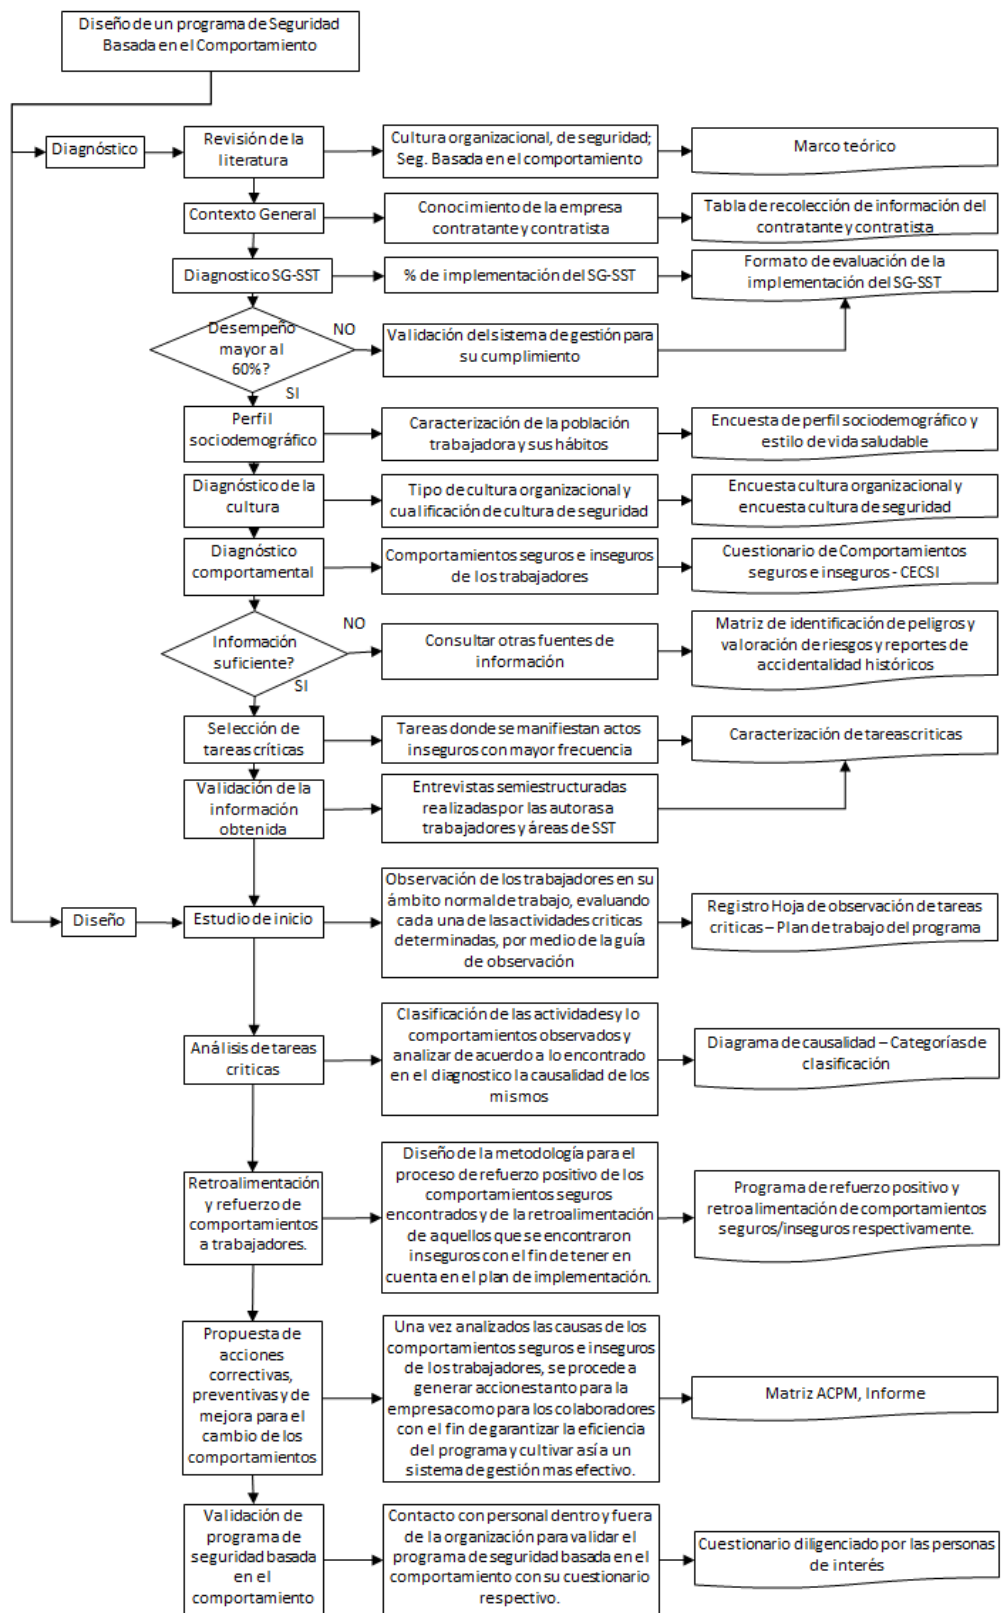 Diseño de un programa de Seguridad
Basada en el Comportamiento
Diagnóstico
Revisión de la
literatura
Cultura organizacional, de seguridad;
Seg. Basada en el comportamiento
Marco teórico
Contexto General
Conocimiento de la empresa
contratante y contratista
Tabla de recolección de información del
contratante y contratista
Diagnostico SG-SST
% de implementación del SG-SST
Formato de evaluación de la
implementación del SG-SST
Desempeño
mayor al
60%?
NO
SI
Validación del sistema de gestión para
su cumplimiento
Perfil
sociodemográfico
Caracterización de la población
trabajadora y sus hábitos
Encuesta de perfil sociodemográfico y
estilo de vida saludable
Diagnóstico de la
cultura
Tipo de cultura organizacional y
cualificación de cultura de seguridad
Encuesta cultura organizacional y
encuesta cultura de seguridad
Diagnóstico
comportamental
Comportamientos seguros e inseguros
de los trabajadores
Cuestionario de Comportamientos
seguros e inseguros - CECSI
Información
suficiente?
NO
SI
Consultar otras fuentes de
información
Matriz de identificación de peligros y
valoración de riesgos y reportes de
accidentalidad históricos
Selección de
tareas críticas
Tareas donde se manifiestan actos
inseguros con mayor frecuencia
Caracterización de tareas criticas
Validación de la
información
obtenida
Entrevistas semiestructuradas
realizadas por las autoras a
trabajadores y áreas de SST
Diseño
Estudio de inicio
Observación de los trabajadores en su
ámbito normal de trabajo, evaluando
cada una de las actividades criticas
determinadas, por medio de la guía
de observación
Registro Hoja de observación de tareas
criticas – Plan de trabajo del programa
Análisis de tareas
criticas
Clasificación de las actividades y lo
comportamientos observados y
analizar de acuerdo a lo encontrado
en el diagnostico la causalidad de los
mismos
Diagrama de causalidad – Categorías de
clasificación
Retroalimentación
y refuerzo de
comportamientos
a trabajadores.
Diseño de la metodología para el
proceso de refuerzo positivo de los
comportamientos seguros
encontrados y de la retroalimentación
de aquellos que se encontraron
inseguros con el fin de tener en
cuenta en el plan de implementación.
Programa de refuerzo positivo y
retroalimentación de comportamientos
seguros/inseguros respectivamente.
Propuesta de
acciones
correctivas,
preventivas y de
mejora para el
cambio de los
comportamientos
Una vez analizados las causas de los
comportamientos seguros e inseguros
de los trabajadores, se procede a
generar acciones tanto para la
empresa como para los colaboradores
con el fin de garantizar la eficiencia
del programa y cultivar así a un
sistema de gestión mas efectivo.
Matriz ACPM, Informe
Validación de
programa de
seguridad basada
en el
comportamiento
Contacto con personal dentro y fuera
de la organización para validar el
programa de seguridad basada en el
comportamiento con su cuestionario
respectivo.
Cuestionario diligenciado por las personas
de interés